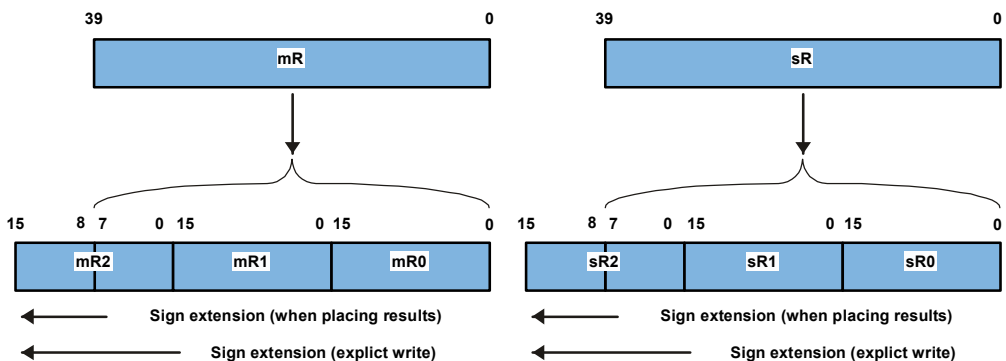 39 0 39 0
mR sR
15 8 7 0 15 0 15 0 15 8 7 0 15 0 15 0
mR2 mR1 mR0 sR2 sR1 sR0
Sign extension (when placing results) Sign extension (when placing results)
Sign extension (explict write) Sign extension (explict write)